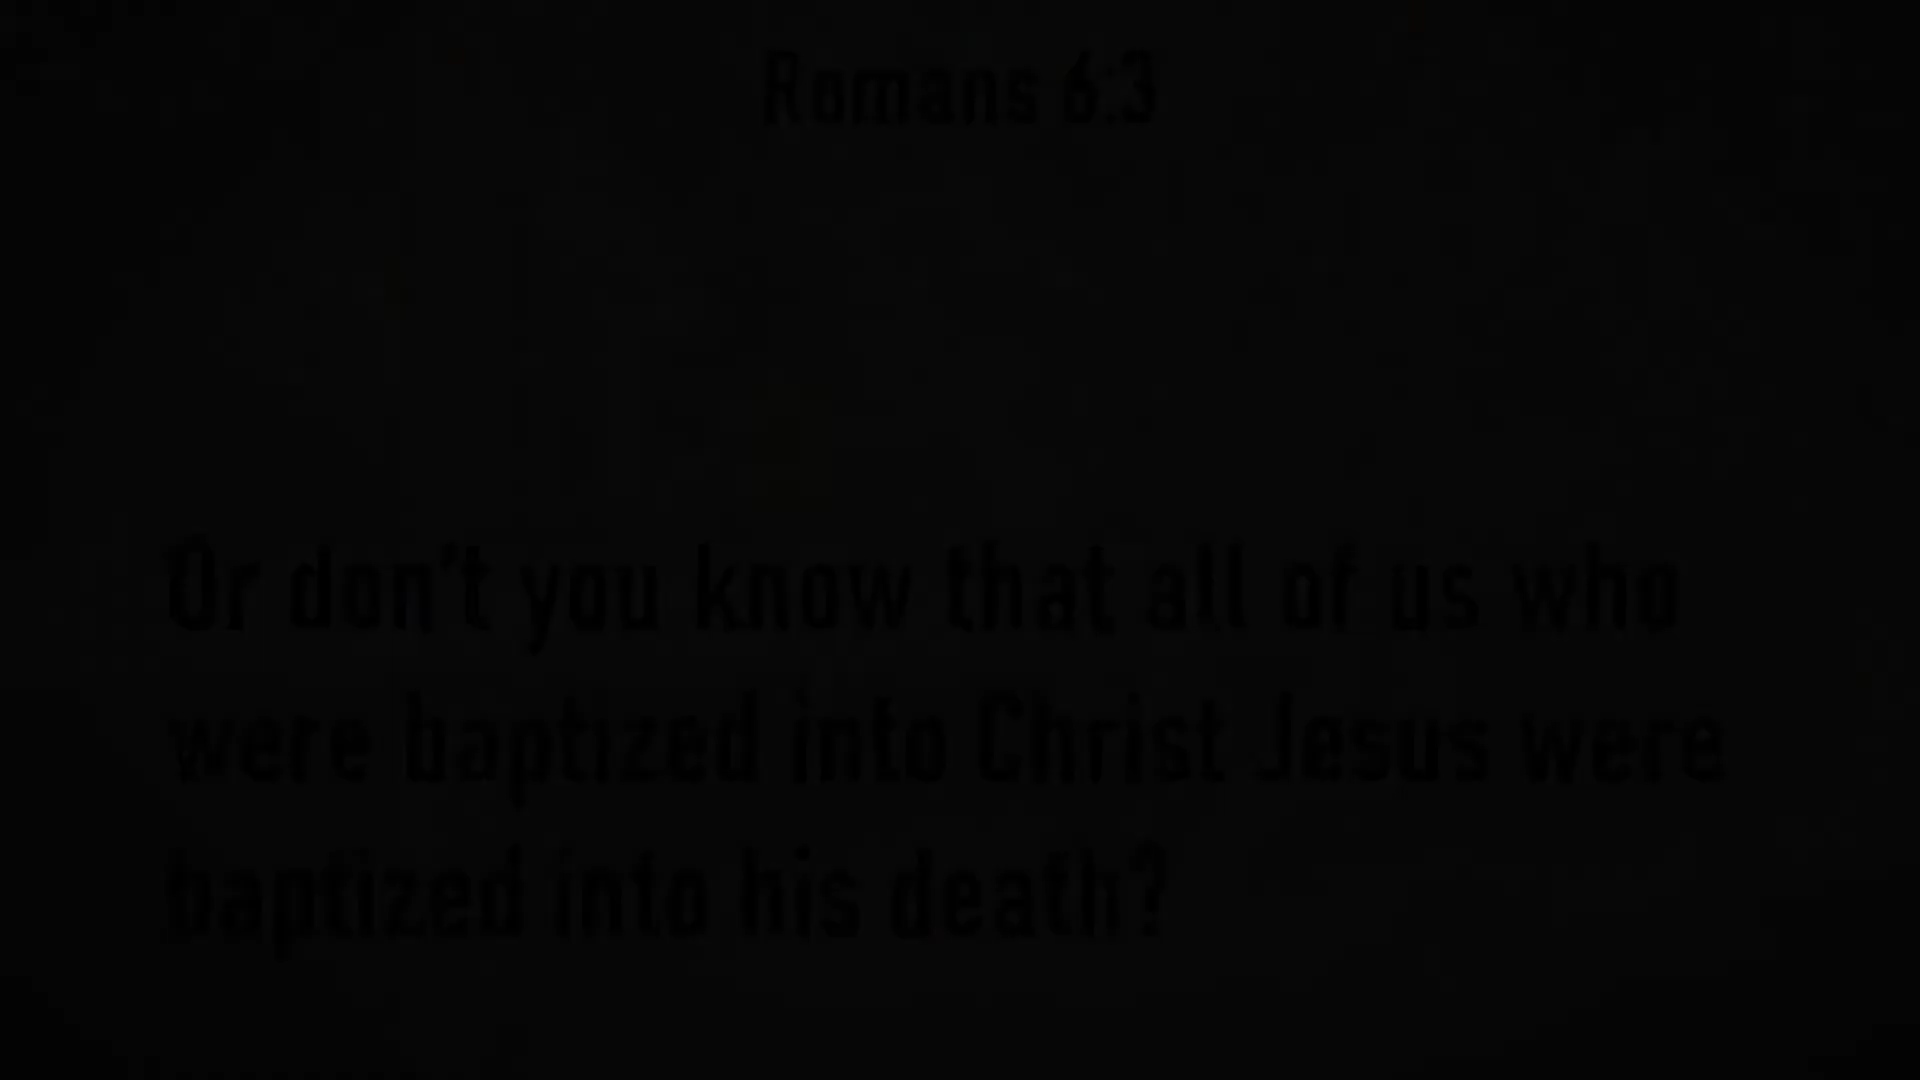 Romans 6:3
Or don't you know that all of us who
were baptized into Christ Jesus were
baptized into his death?